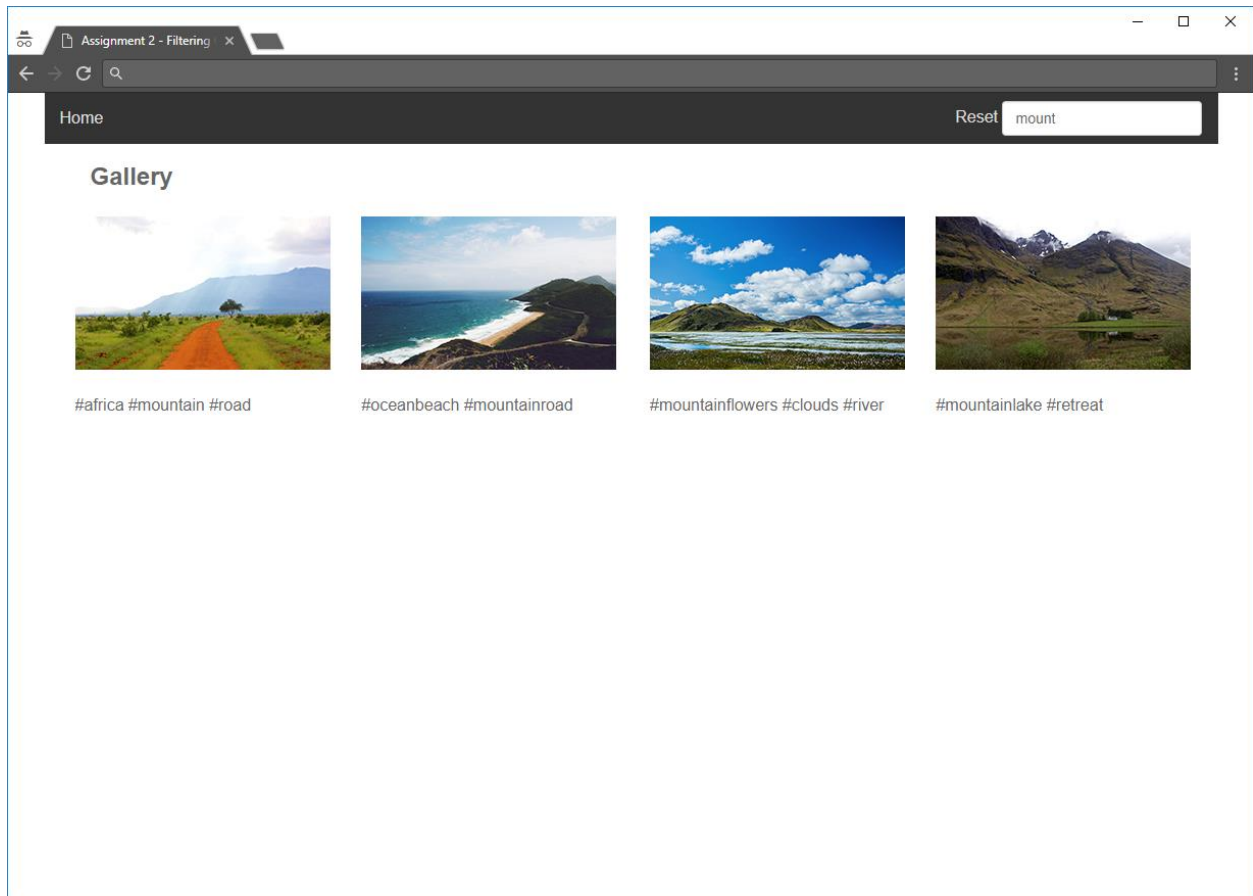 Assignment 2 - Filtering
Home
Reset mount
Gallery
#africa #mountain #road
#oceanbeach #mountainroad
#mountainflowers #clouds #river
#mountainlake #retreat